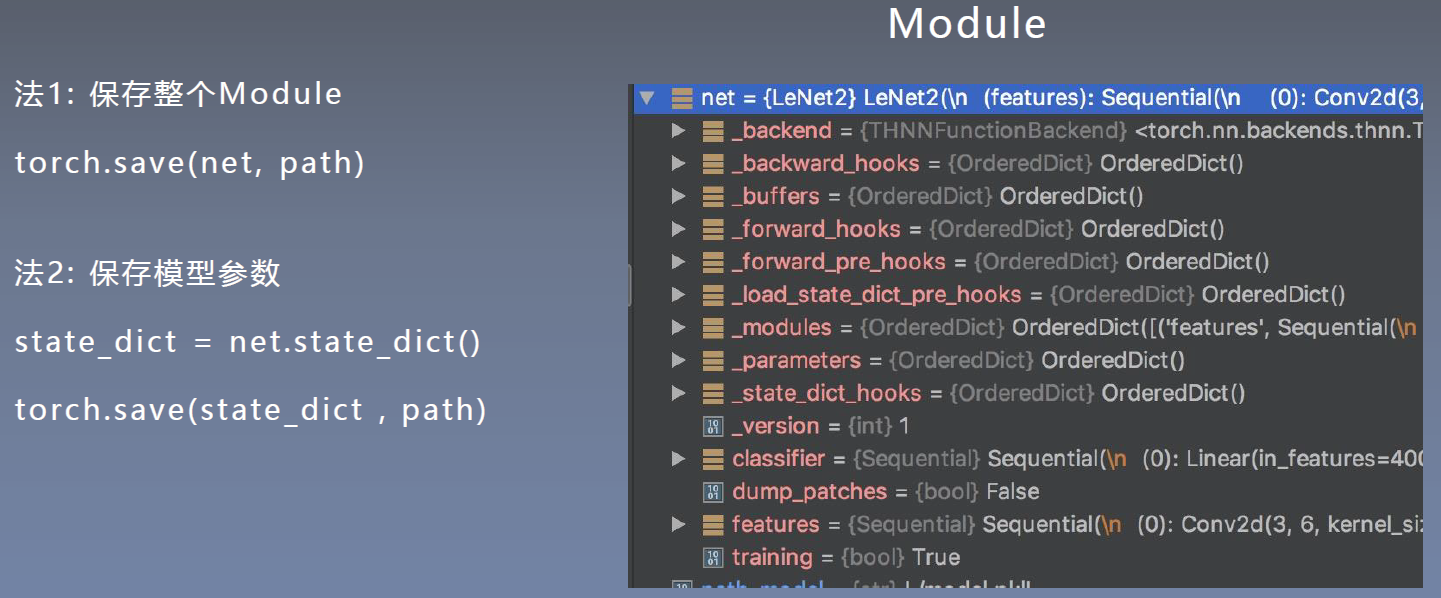 Module
法1: 保存整个Module
torch.save(net, path)
法2: 保存模型参数
state_dict = net.state_dict()
torch.save(state_dict , path)
net = {LeNet2} LeNet2(\n (features): Sequential(\n (0): Conv2d(3,
_backend = {THNNFunctionBackend} <torch.nn.backends.thnn.T
_backward_hooks = {OrderedDict} OrderedDict()
_buffers = {OrderedDict} OrderedDict()
_forward_hooks = {OrderedDict} OrderedDict()
_forward_pre_hooks = {OrderedDict} OrderedDict()
_load_state_dict_pre_hooks = {OrderedDict} OrderedDict()
_modules = {OrderedDict} OrderedDict([('features', Sequential(\n
_parameters = {OrderedDict} OrderedDict()
_state_dict_hooks = {OrderedDict} OrderedDict()
_version = {int} 1
classifier = {Sequential} Sequential(\n (0): Linear(in_features=400
dump_patches = {bool} False
features = {Sequential} Sequential(\n (0): Conv2d(3, 6, kernel_siz
training = {bool} True